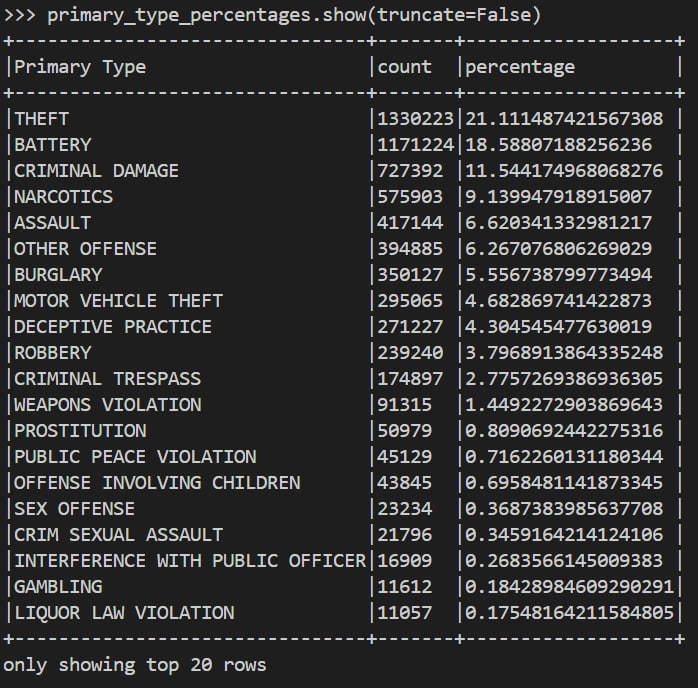 >>> primary_type_percentages.show(truncate=False)
+--------------------------------+-------+-------------------+
|Primary Type                    |count  |percentage         |
+--------------------------------+-------+-------------------+
|THEFT                           |1330223|21.111487421567308 |
|BATTERY                         |1171224|18.58807188256236  |
|CRIMINAL DAMAGE                 |727392 |11.544174968068276 |
|NARCOTICS                       |575903 |9.139947918915007  |
|ASSAULT                         |417144 |6.620341332981217  |
|OTHER OFFENSE                   |394885 |6.267076806269029  |
|BURGLARY                        |350127 |5.556738799773494  |
|MOTOR VEHICLE THEFT             |295065 |4.682869741422873  |
|DECEPTIVE PRACTICE              |271227 |4.304545477630019  |
|ROBBERY                         |239240 |3.7968913864335248 |
|CRIMINAL TRESPASS               |174897 |2.7757269386936305 |
|WEAPONS VIOLATION               |91315  |1.4492272903869643 |
|PROSTITUTION                    |50979  |0.8090692442275316 |
|PUBLIC PEACE VIOLATION          |45129  |0.7162260131180344 |
|OFFENSE INVOLVING CHILDREN      |43845  |0.6958481141873345 |
|SEX OFFENSE                     |23234  |0.3687383985637708 |
|CRIM SEXUAL ASSAULT             |21796  |0.3459164214124106 |
|INTERFERENCE WITH PUBLIC OFFICER|16909  |0.2683566145009383 |
|GAMBLING                        |11612  |0.18428984609290291|
|LIQUOR LAW VIOLATION            |11057  |0.17548164211584805|
+--------------------------------+-------+-------------------+
only showing top 20 rows